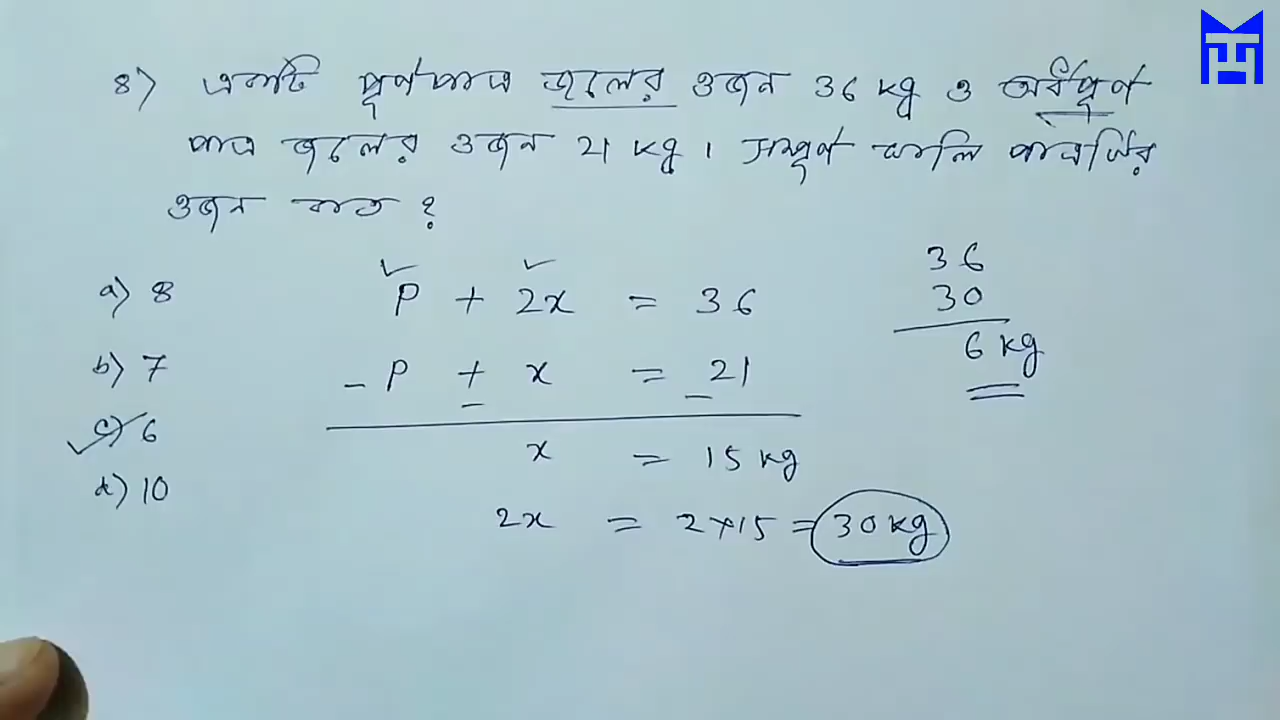 8) একটি পূর্ণপাত্র জলের ওজন 36 kg ও অর্ধপূর্ণ
পাত্র জলের ওজন 21 kg । সম্পূর্ণ খালি পাত্রটির
ওজন কত ?
a) 8
b) 7
c) 6
d) 10
P + 2x = 36
- P + x = 21
- -
x = 15 kg
2x = 2×15 = 30 kg
36
30
6 kg